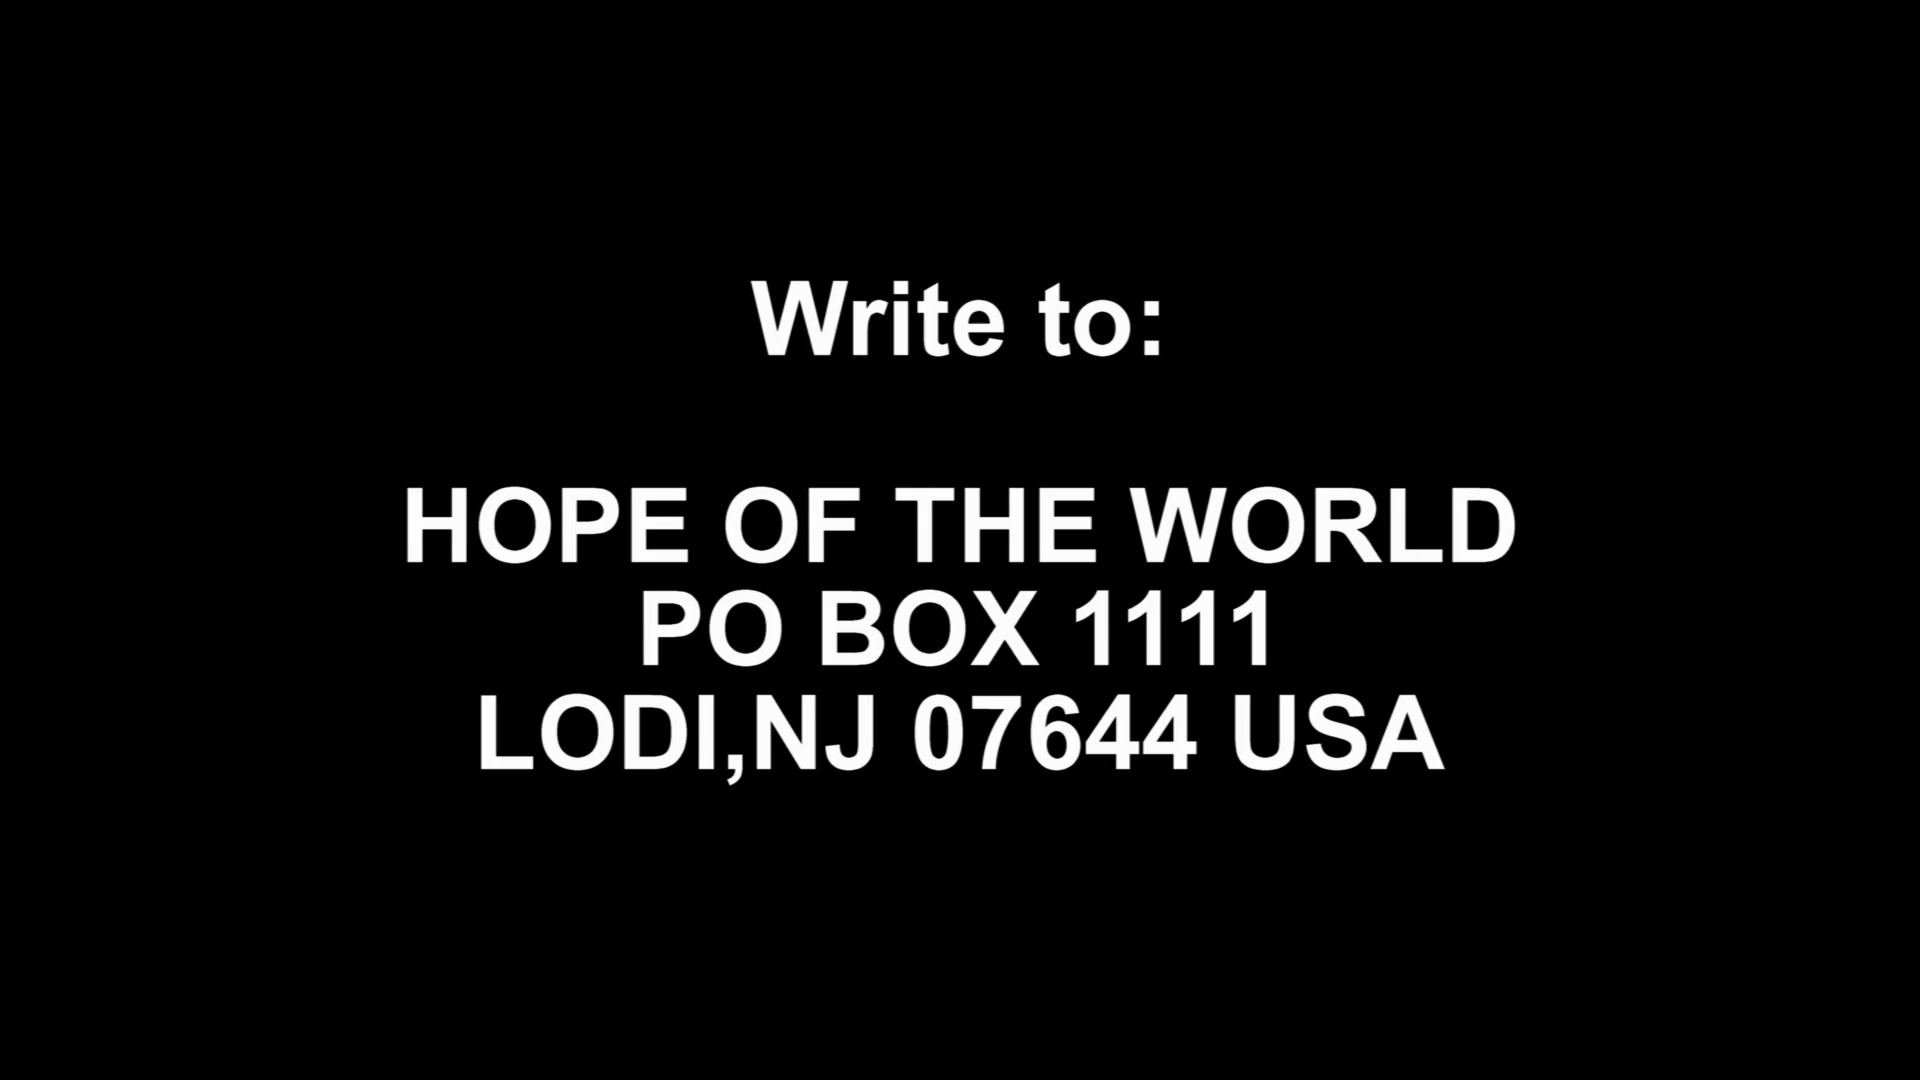 Write to:
HOPE OF THE WORLD
PO BOX 1111
LODI,NJ 07644 USA